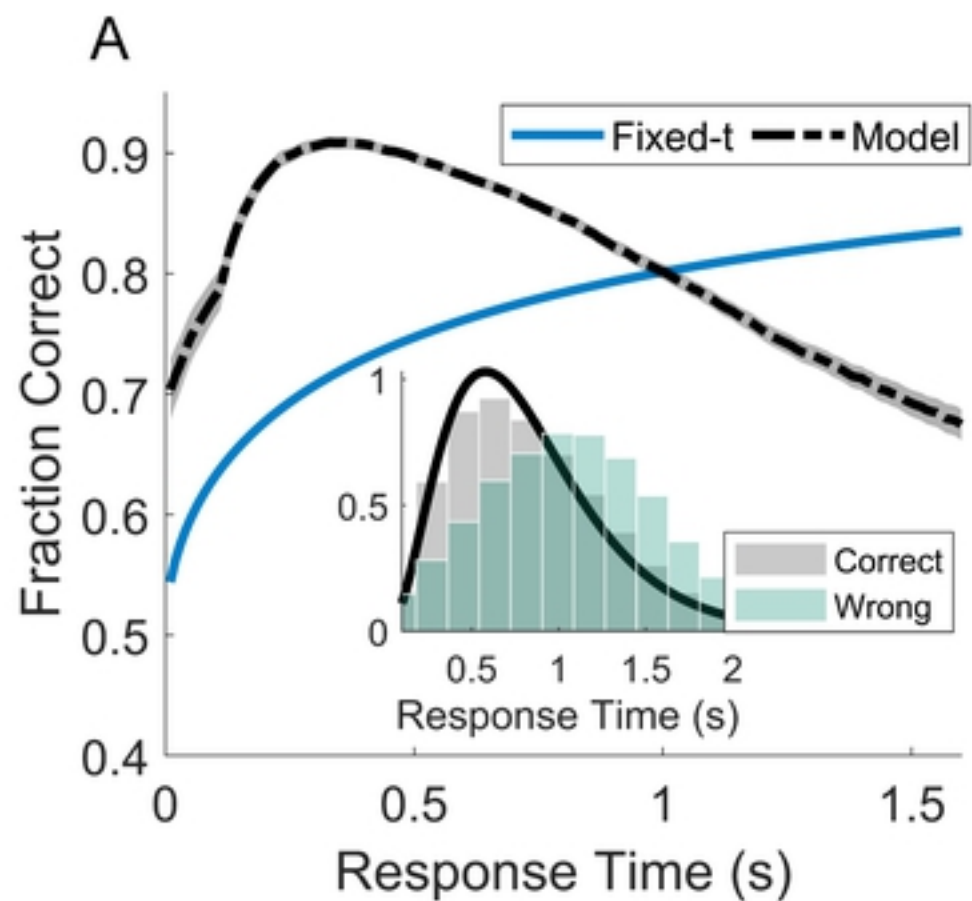 A
Fixed-t Model
0.9
0.8
0.7
0.6
0.5
0.4
Fraction Correct
0 0.5 1 1.5
Response Time (s)
1
0.5
0
0.5 1 1.5 2
Response Time (s)
Correct
Wrong